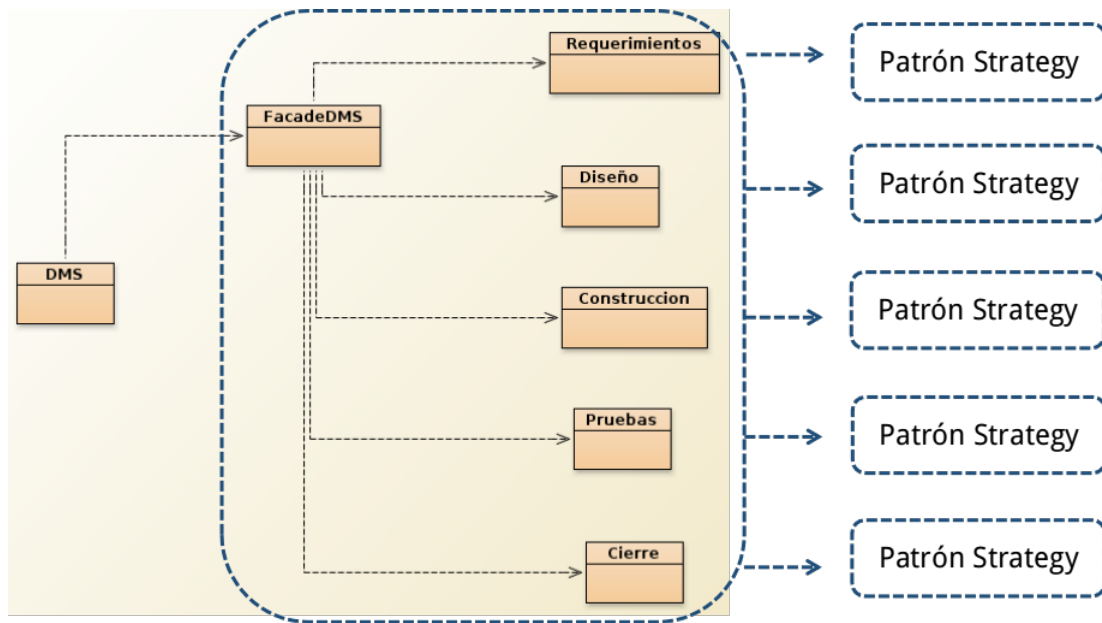 Requerimientos
Patrón Strategy
FacadeDMS
Diseño
Patrón Strategy
DMS
Construccion
Patrón Strategy
Pruebas
Patrón Strategy
Cierre
Patrón Strategy